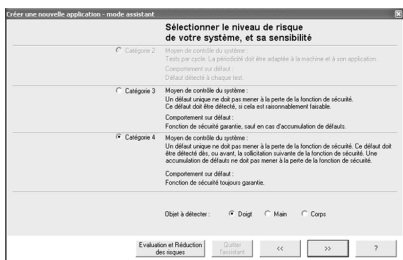 Créer une nouvelle application - mode assistant
Sélectionner le niveau de risque
de votre système, et sa sensibilité
Catégorie 2
Moyen de contrôle du système :
Tests par cycle. La périodicité doit être adaptée à la machine et à son application.
Comportement sur défaut :
Défaut détecté à chaque test.
Catégorie 3
Moyen de contrôle du système :
Un défaut unique ne doit pas mener à la perte de la fonction de sécurité.
Ce défaut doit être détecté, si cela est raisonnablement faisable.
Comportement sur défaut :
Fonction de sécurité garantie, sauf en cas d'accumulation de défauts.
Catégorie 4
Moyen de contrôle du système :
Un défaut unique ne doit pas mener à la perte de la fonction de sécurité. Ce défaut doit
être détecté dès, ou avant, la sollicitation suivante de la fonction de sécurité. Une
accumulation de défauts ne doit pas mener à la perte de la fonction de sécurité.
Comportement sur défaut :
Fonction de sécurité toujours garantie.
Objet à détecter :
Doigt
Main
Corps
Evaluation et Réduction
des risques
Quitter
l'assistant
<<
>>
?